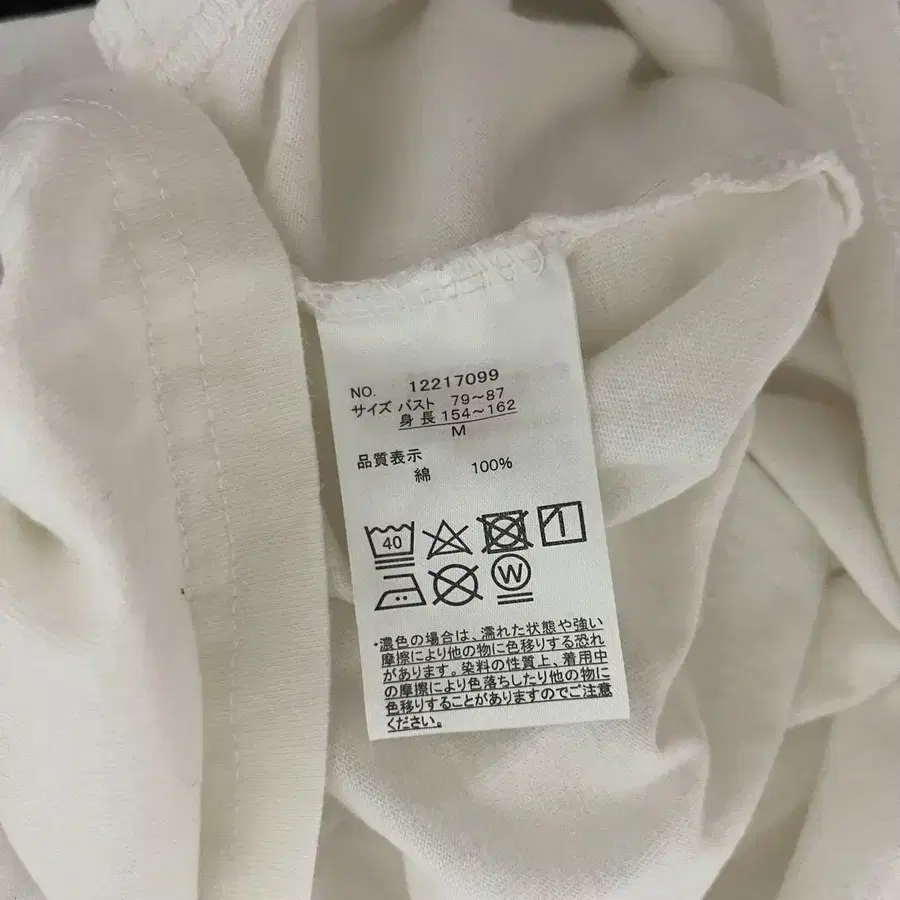 NO. 12217099
サイズ バスト 79～87
身長 154～162
M
品質表示
綿 100%
40
W
・濃色の場合は、濡れた状態や強い
摩擦により他の物に色移りする恐れ
があります。染料の性質上、着用中
の摩擦により色落ちしたり他の物に
色移りすることがありますのでご注意
ください。